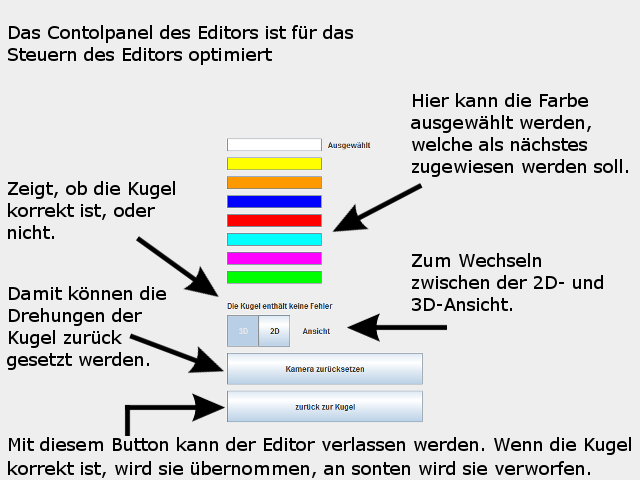 Das Contolpanel des Editors ist für das
Steuern des Editors optimiert
Hier kann die Farbe
ausgewählt werden,
welche als nächstes
zugewiesen werden soll.
Ausgewählt
Zeigt, ob die Kugel
korrekt ist, oder
nicht.
Zum Wechseln
zwischen der 2D- und
3D-Ansicht.
Damit können die
Drehungen der
Kugel zurück
gesetzt werden.
Die Kugel enthält keine Fehler
3D 2D Ansicht
Kamera zurücksetzen
zurück zur Kugel
Mit diesem Button kann der Editor verlassen werden. Wenn die Kugel
korrekt ist, wird sie übernommen, an sonten wird sie verworfen.